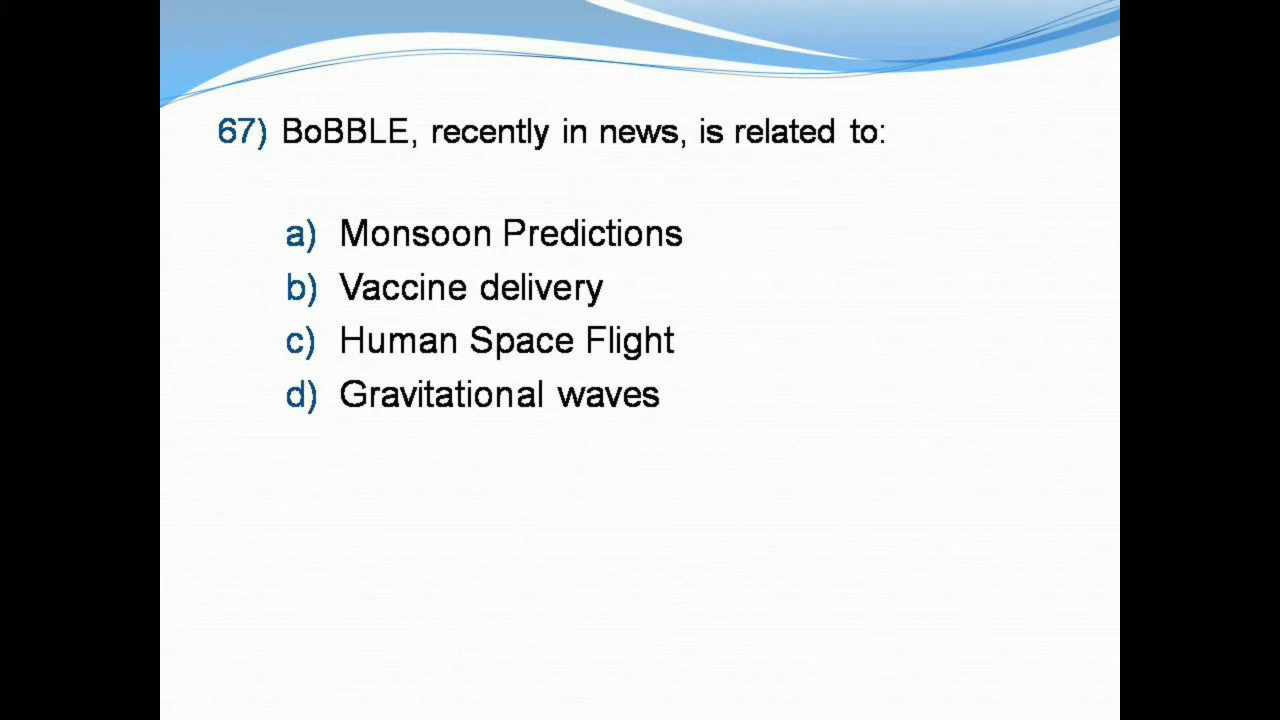 67) BoBBLE, recently in news, is related to:
a) Monsoon Predictions
b) Vaccine delivery
c) Human Space Flight
d) Gravitational waves